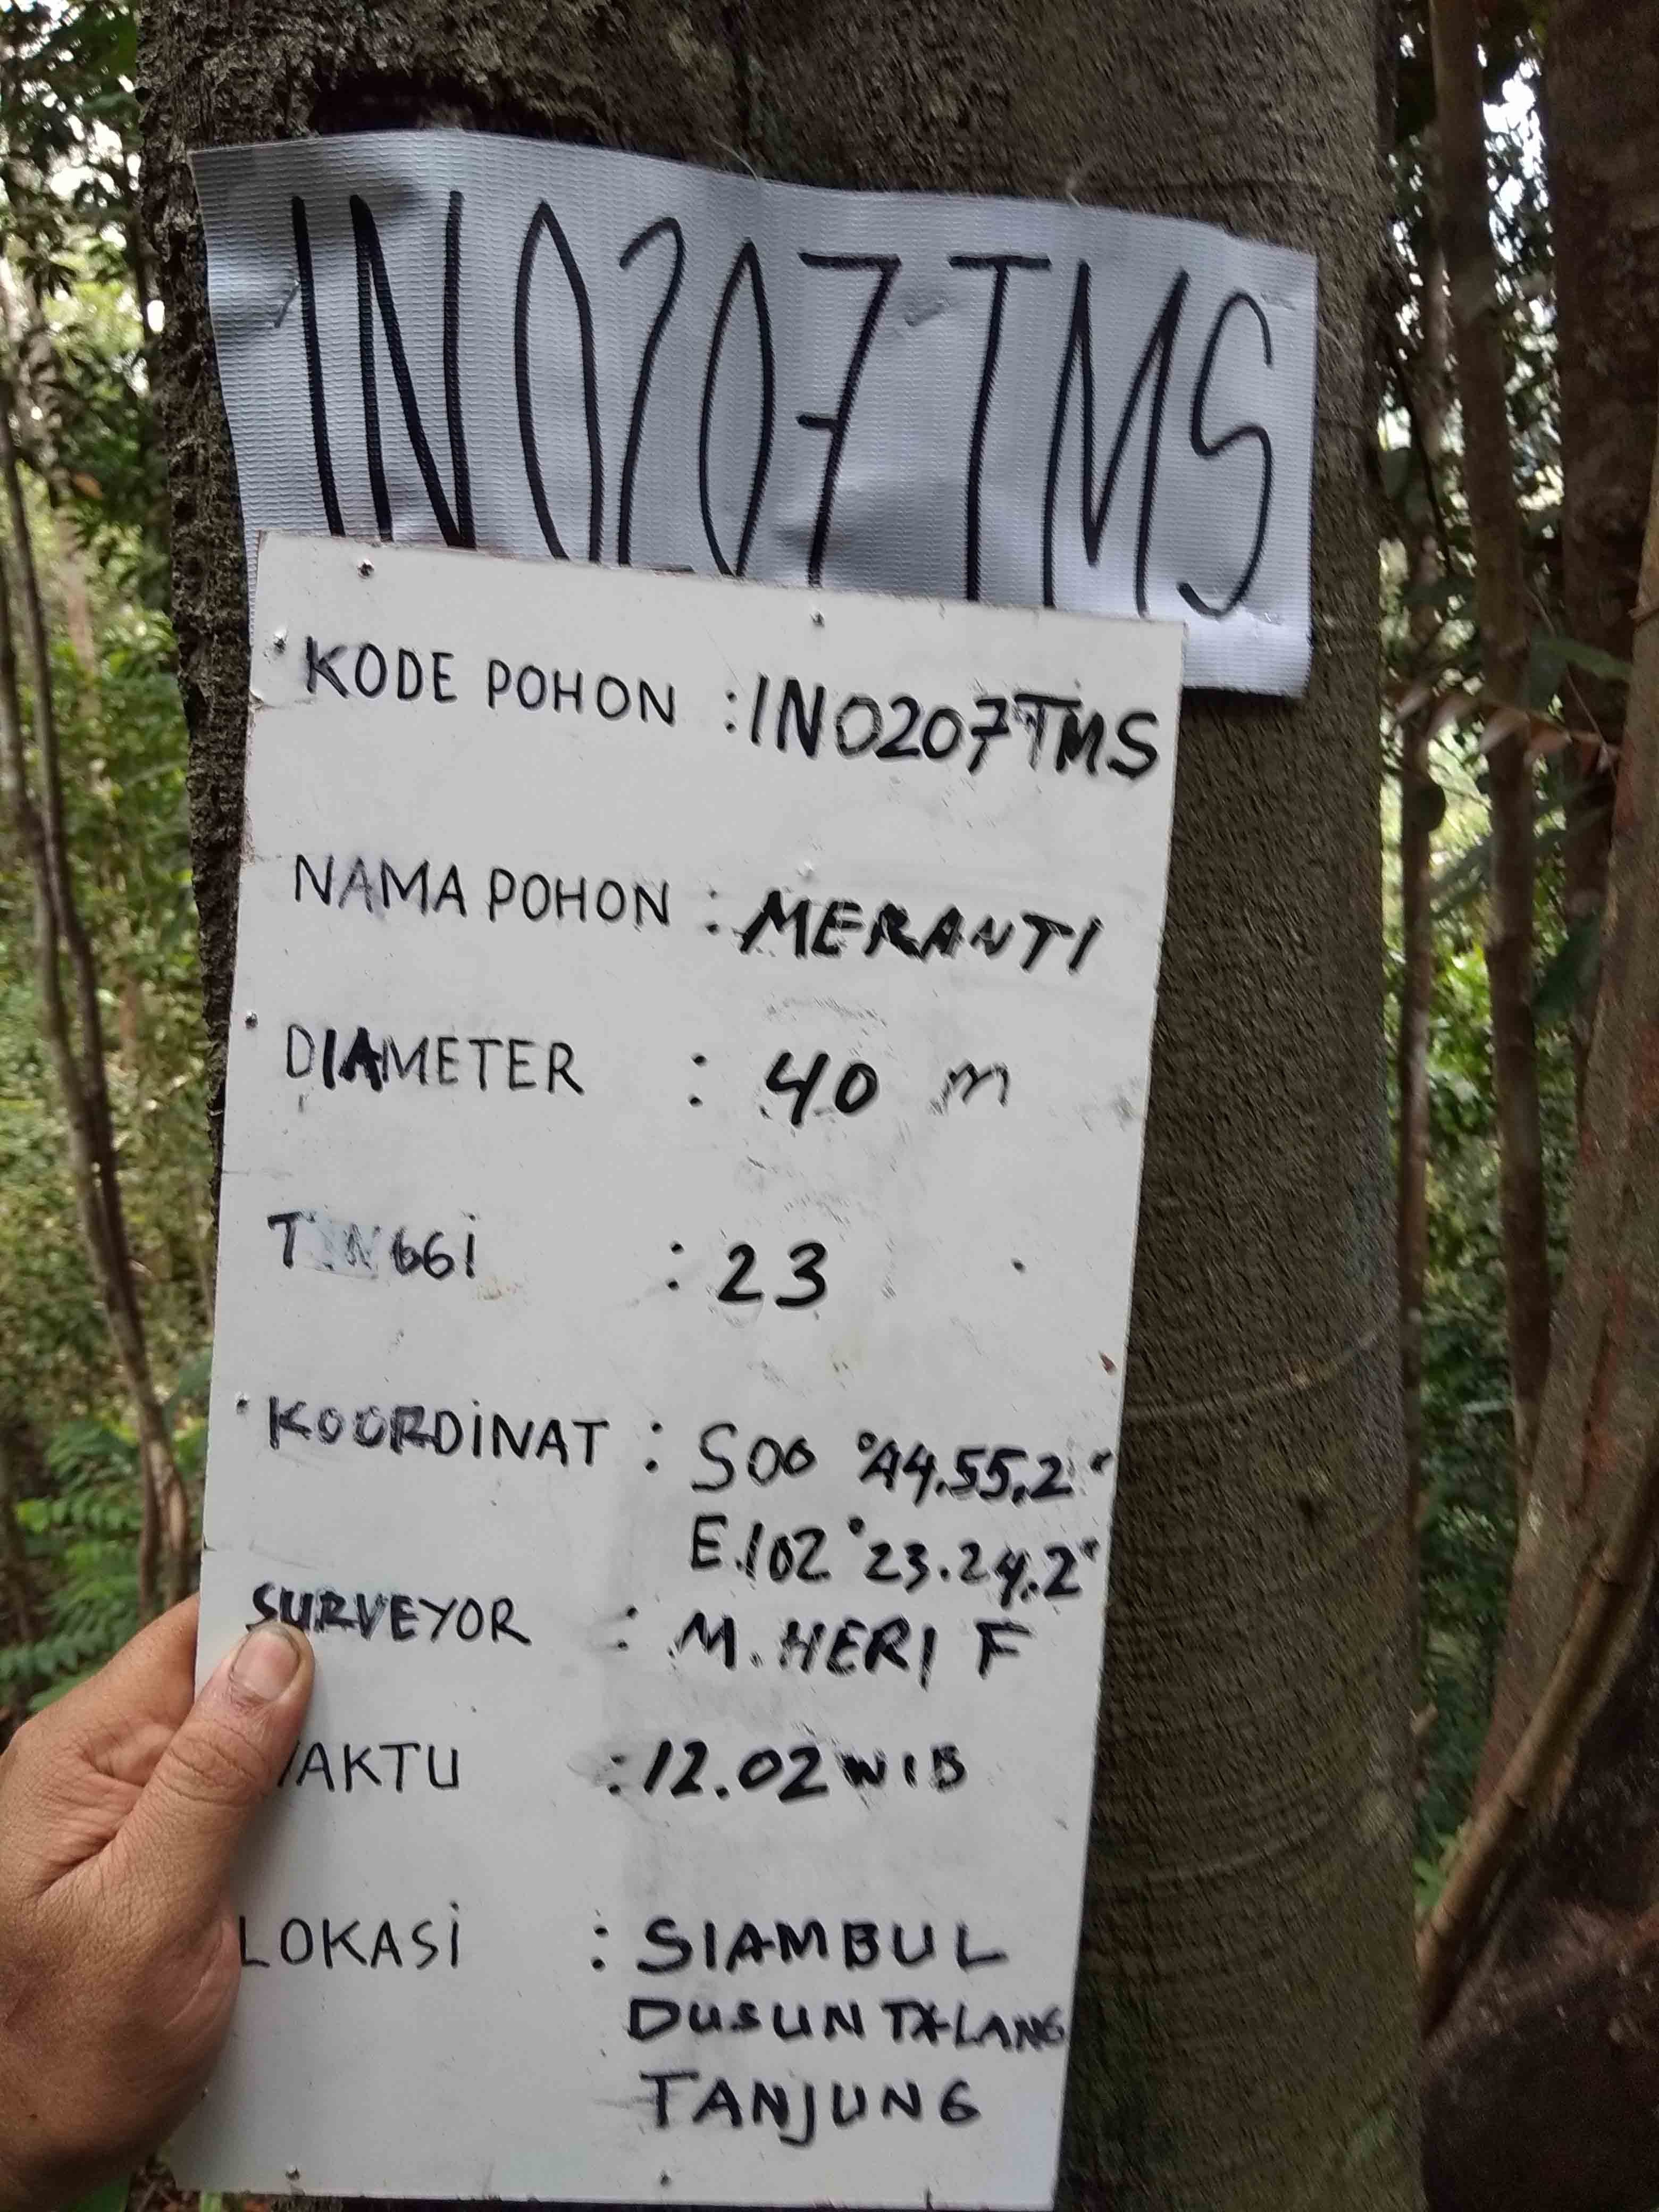 IN0207TMS
KODE POHON : IN0207TMS
NAMA POHON : MERANTI
DIAMETER : 40 m
TINGGi : 23
KOORDiNAT : S00 °44.55.2"
E.102°23.24.2"
SURVEYOR : M. HERI F
WAKTU : 12.02 WIB
LOKASi : SIAMBUL
DUSUN TALANG
TANJUNG